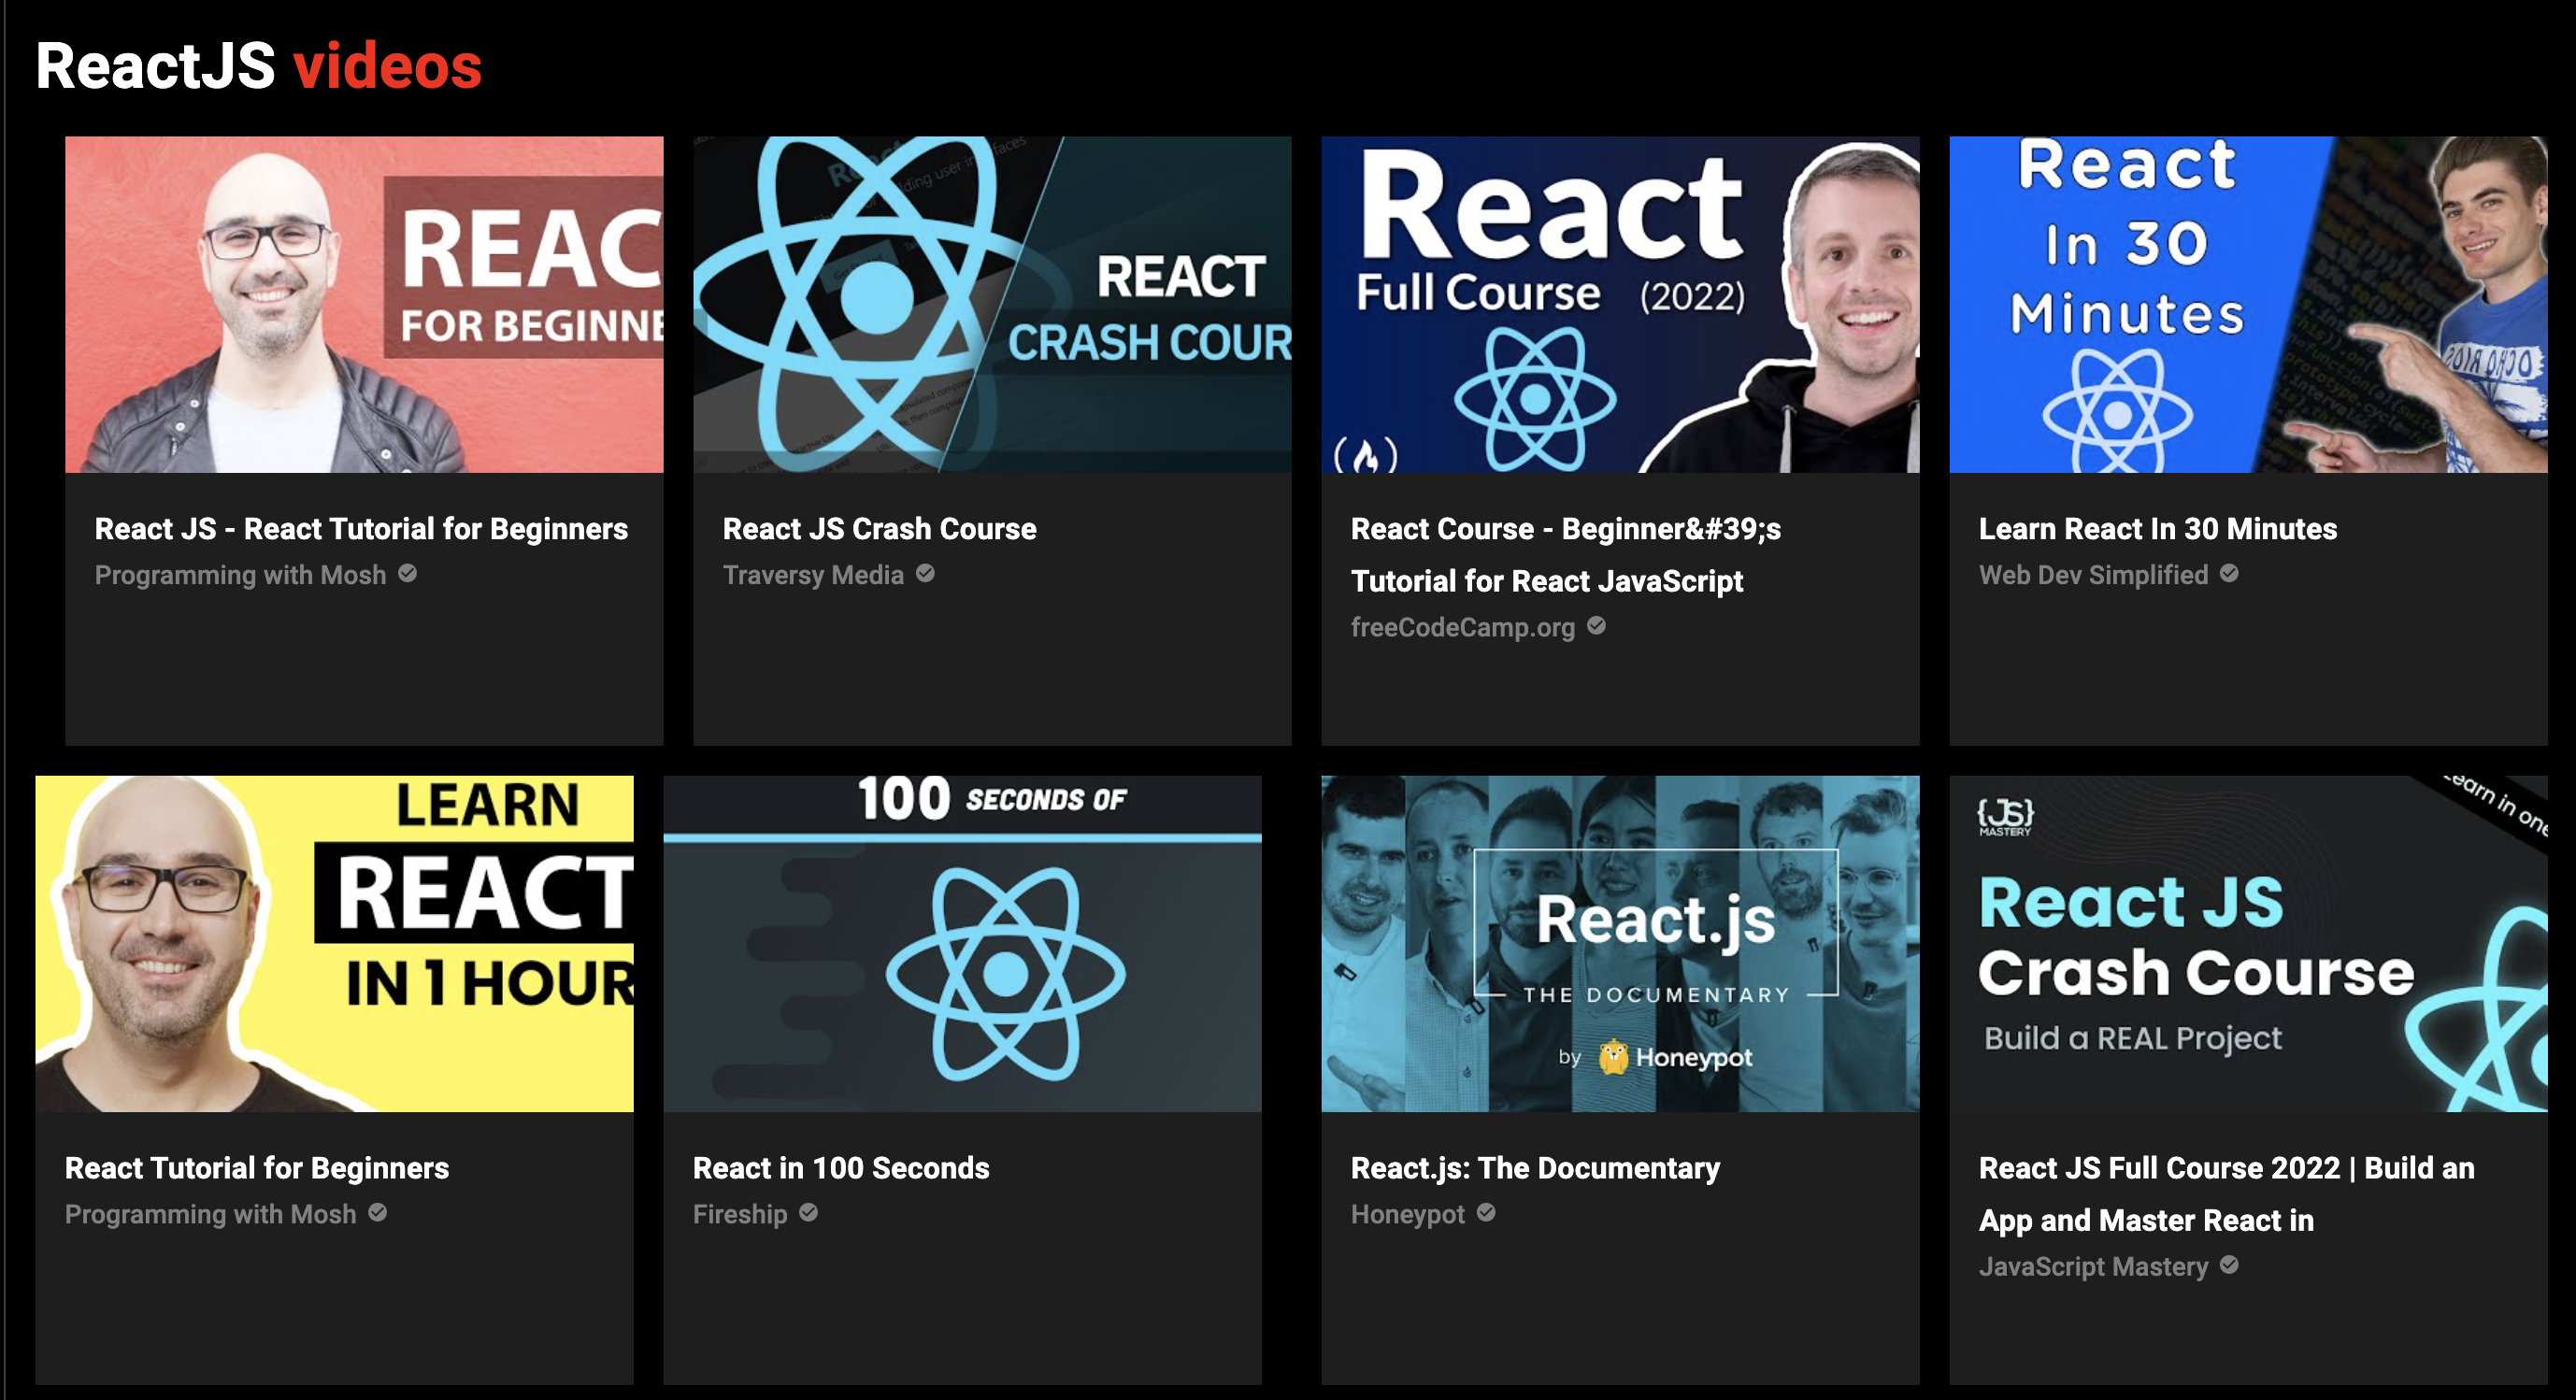 ReactJS videos
REAC
FOR BEGINNE
React JS - React Tutorial for Beginners
Programming with Mosh
REACT
CRASH COUR
React JS Crash Course
Traversy Media
React
Full Course (2022)
React Course - Beginner&#39;s
Tutorial for React JavaScript
freeCodeCamp.org
React
In 30
Minutes
Learn React In 30 Minutes
Web Dev Simplified
LEARN
REACT
IN 1 HOUR
React Tutorial for Beginners
Programming with Mosh
100 SECONDS OF
React in 100 Seconds
Fireship
React.js
THE DOCUMENTARY
by Honeypot
React.js: The Documentary
Honeypot
{JS}
MASTERY
Learn in one
React JS
Crash Course
Build a REAL Project
React JS Full Course 2022 | Build an
App and Master React in
JavaScript Mastery